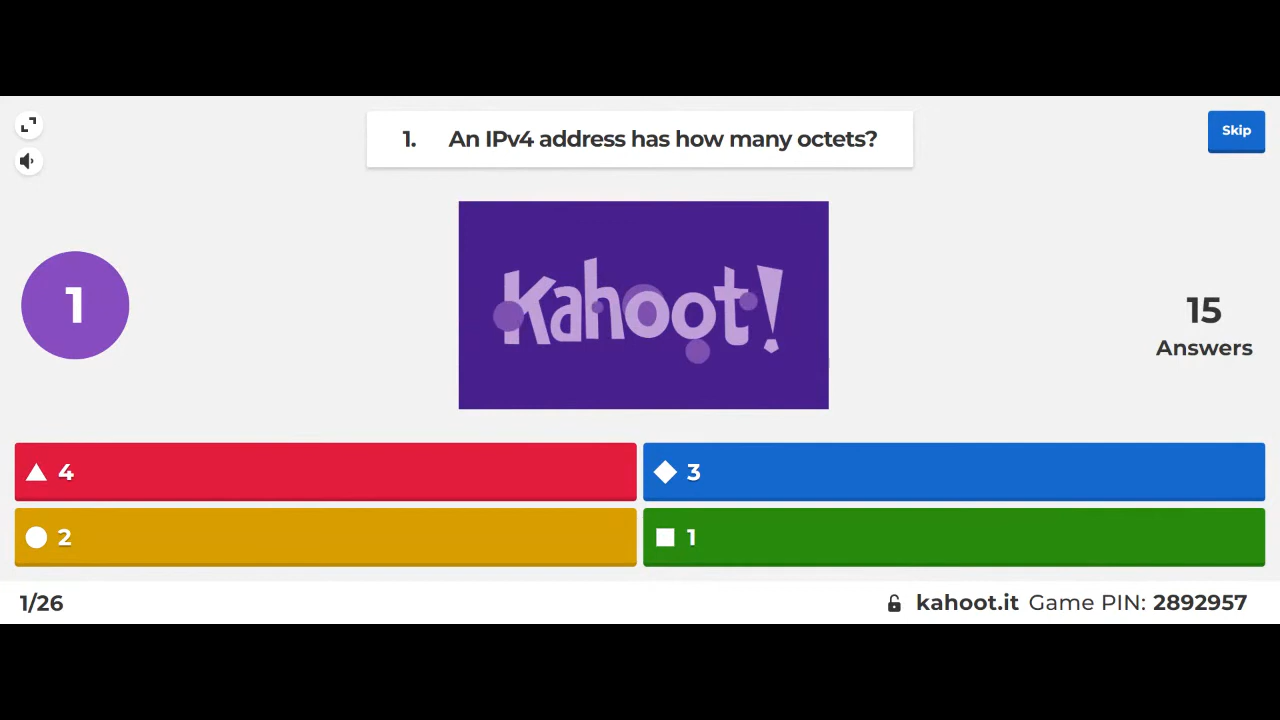 1. An IPv4 address has how many octets?
Skip
Kahoot!
1
15
Answers
4
3
2
1
1/26
kahoot.it Game PIN: 2892957